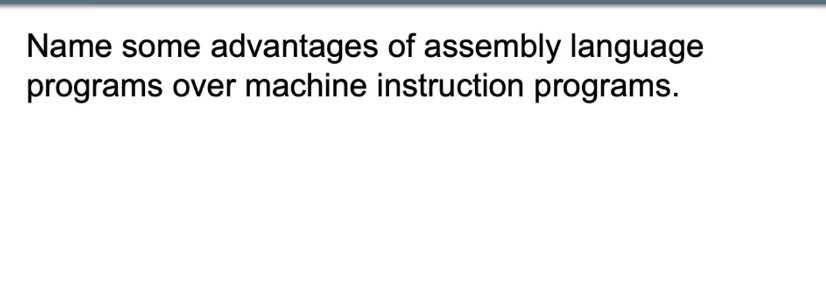 Name some advantages of assembly language
programs over machine instruction programs.